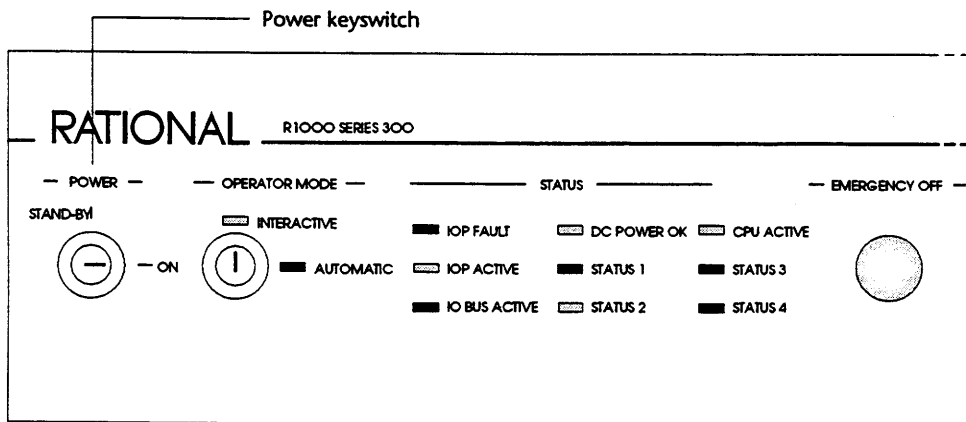 Power keyswitch
RATIONAL R1000 SERIES 300
POWER
OPERATOR MODE
STATUS
EMERGENCY OFF
STAND-BY
ON
INTERACTIVE
AUTOMATIC
IOP FAULT
DC POWER OK
CPU ACTIVE
IOP ACTIVE
STATUS 1
STATUS 3
IO BUS ACTIVE
STATUS 2
STATUS 4